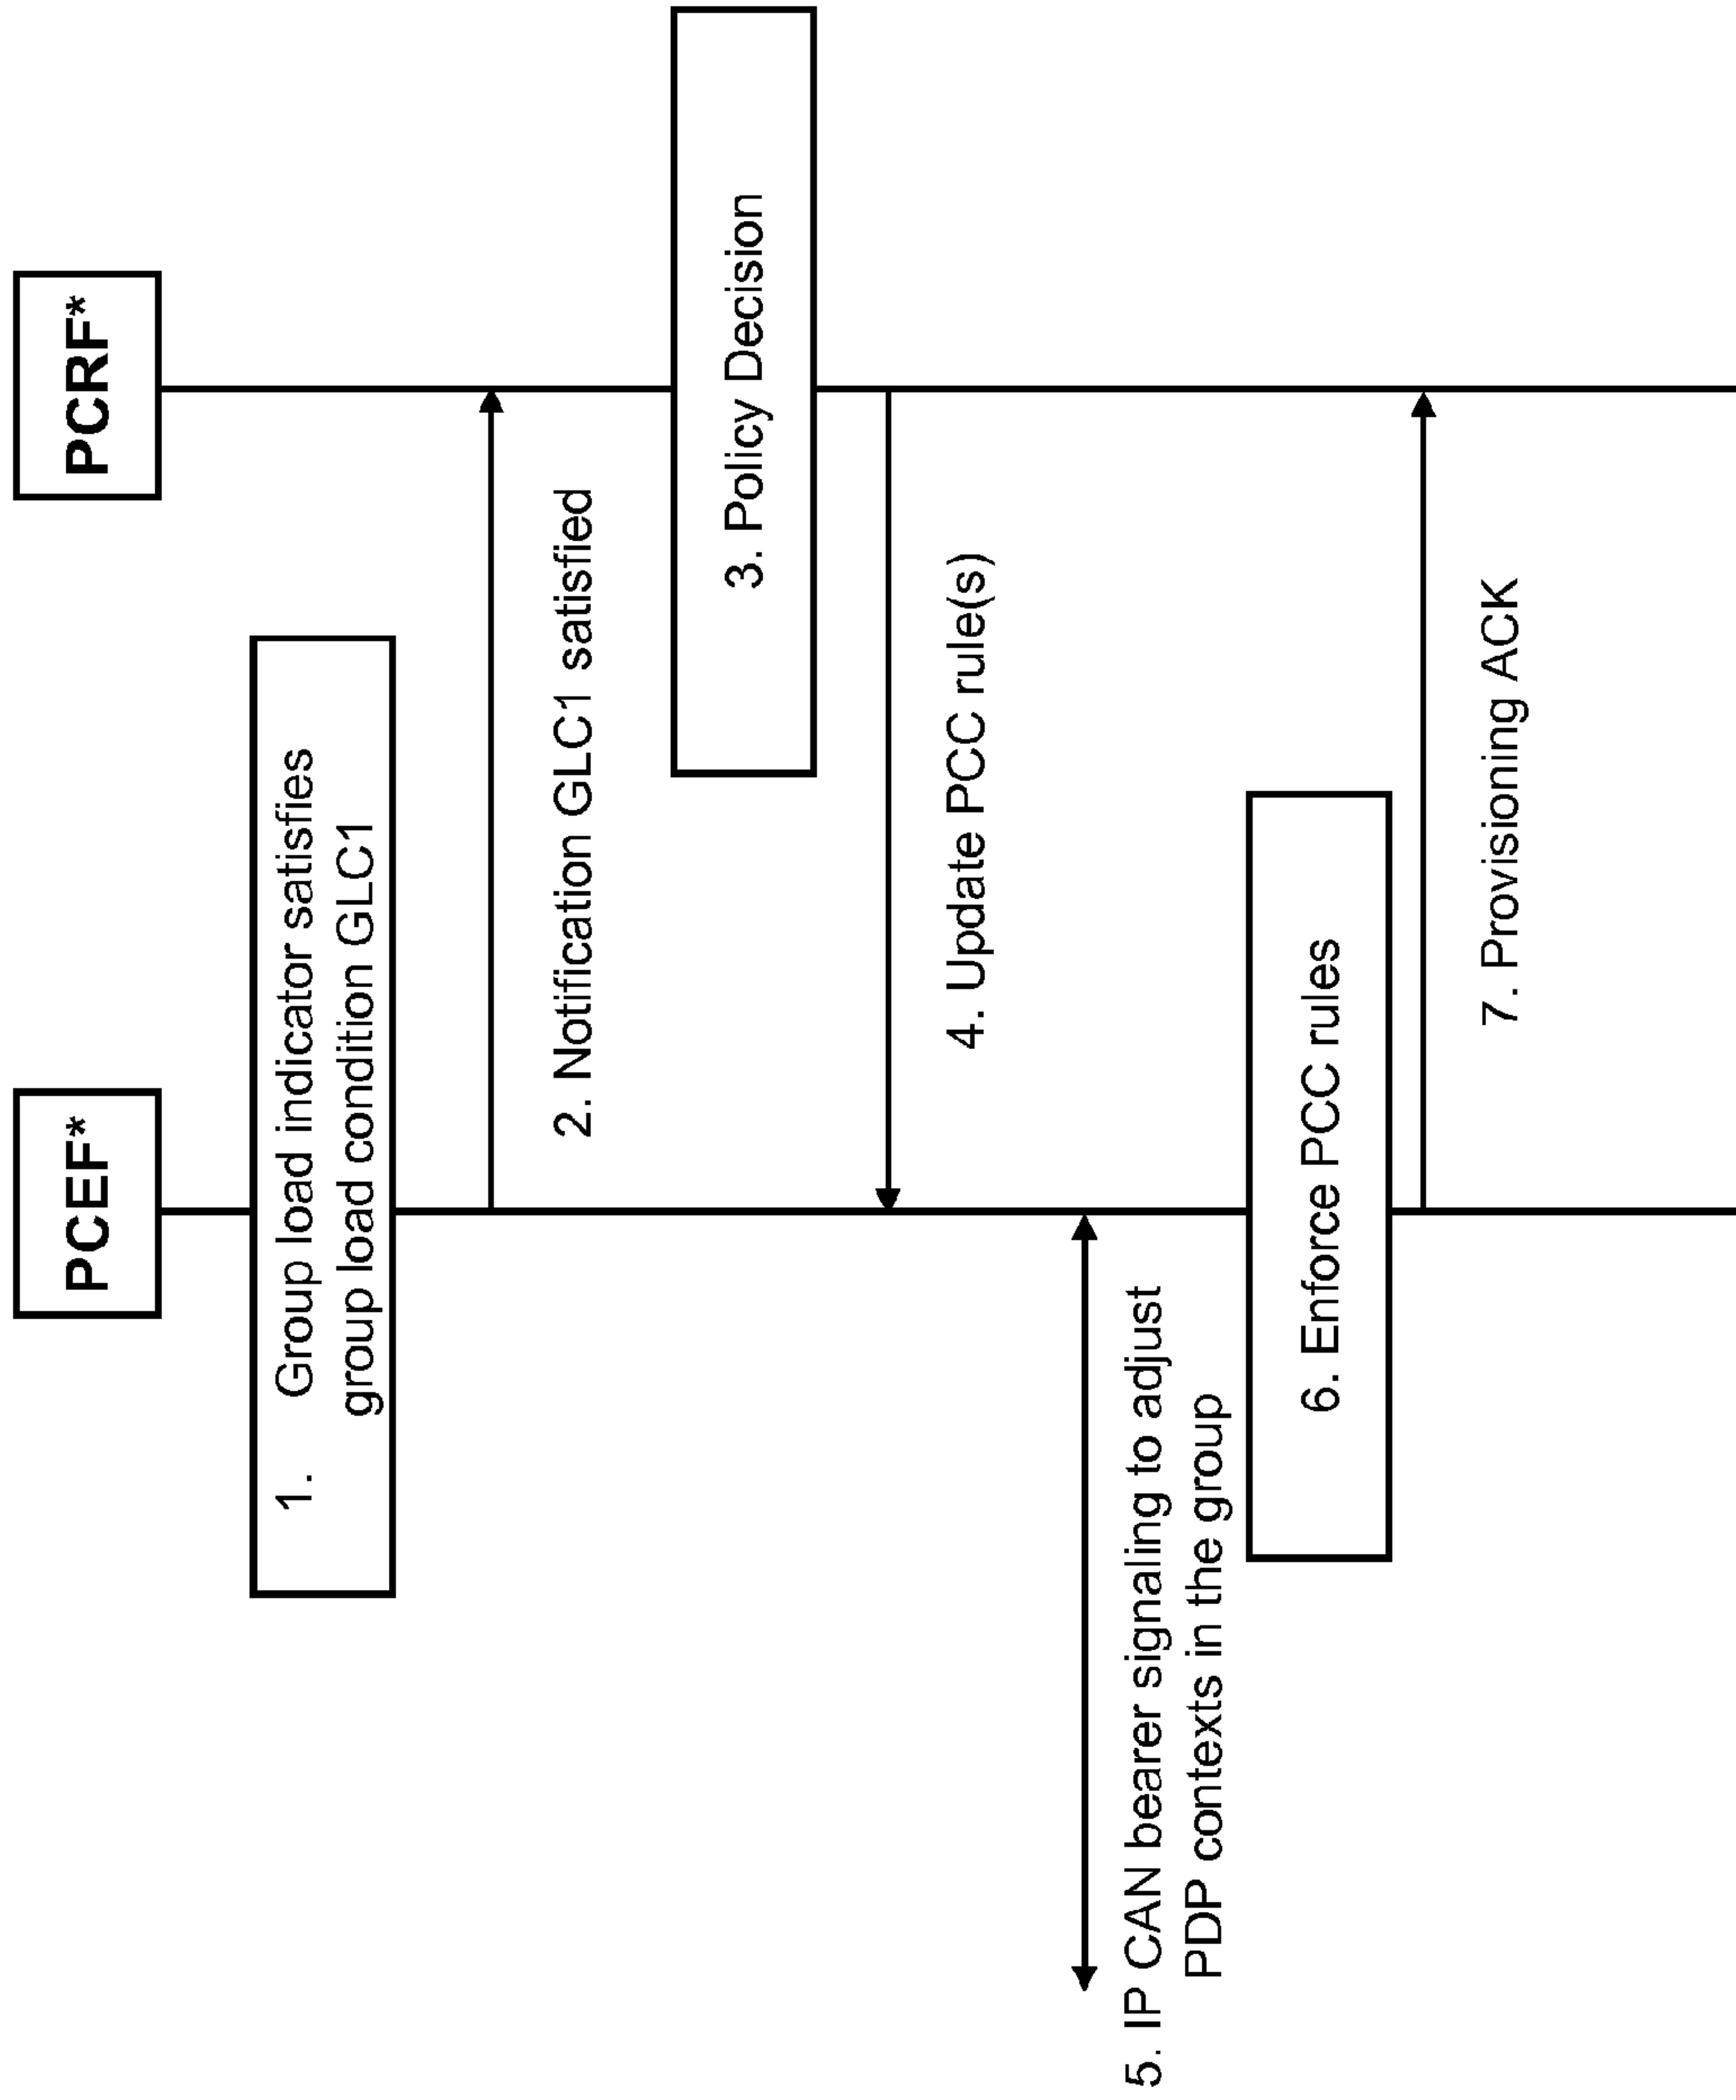 PCEF*
PCRF*
1. Group load indicator satisfies
group load condition GLC1
2. Notification GLC1 satisfied
3. Policy Decision
4. Update PCC rule(s)
5. IP CAN bearer signaling to adjust
PDP contexts in the group
6. Enforce PCC rules
7. Provisioning ACK